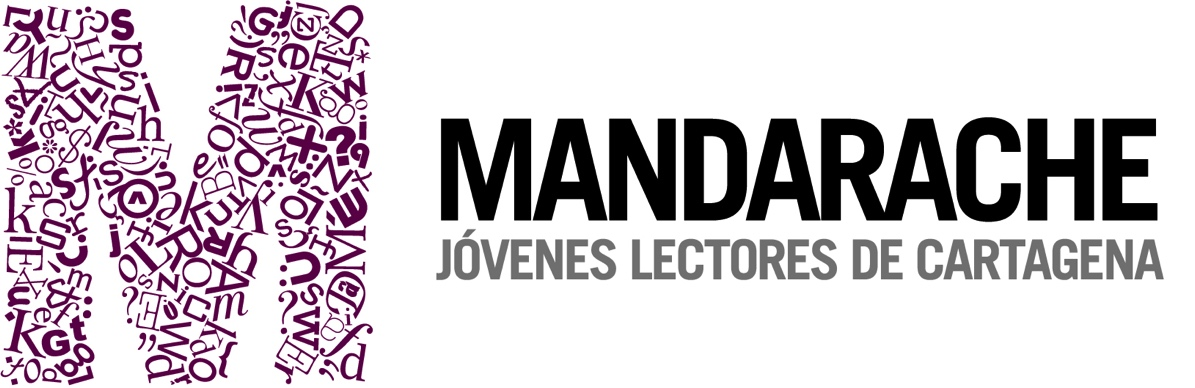 MANDARACHE
JÓVENES LECTORES DE CARTAGENA